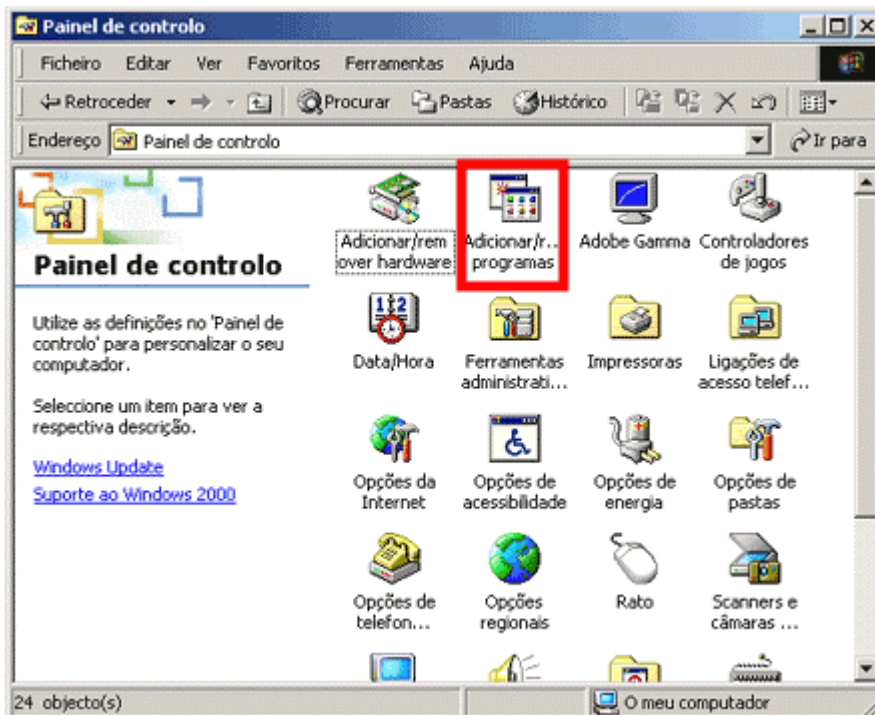 Painel de controlo
Ficheiro Editar Ver Favoritos Ferramentas Ajuda
Retroceder Procurar Pastas Histórico
Endereço Painel de controlo Ir para
Painel de controlo
Utilize as definições no 'Painel de
controlo' para personalizar o seu
computador.
Seleccione um item para ver a
respectiva descrição.
Windows Update
Suporte ao Windows 2000
Adicionar/rem
over hardware
Adicionar/r...
programas
Adobe Gamma
Controladores
de jogos
Data/Hora
Ferramentas
administrati...
Impressoras
Ligações de
acesso telef...
Opções da
Internet
Opções de
acessibilidade
Opções de
energia
Opções de
pastas
Opções de
telefon...
Opções
regionais
Rato
Scanners e
câmaras ...
24 objecto(s) O meu computador